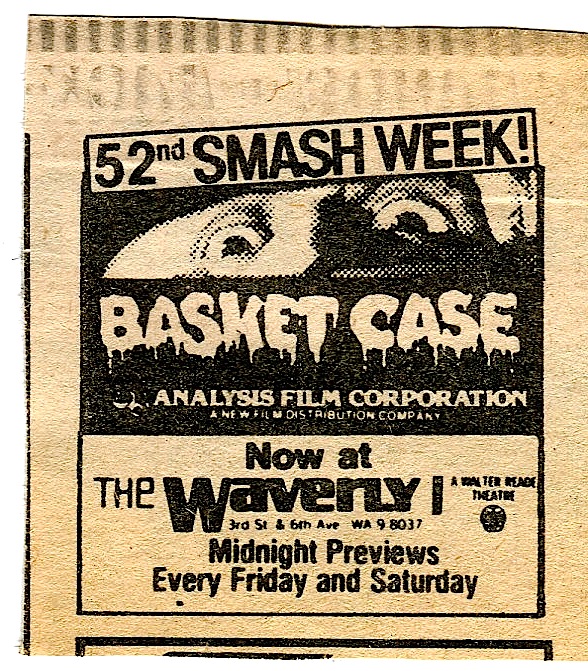 52nd SMASH WEEK!
BASKET CASE
ANALYSIS FILM CORPORATION
A NEW FILM DISTRIBUTION COMPANY
Now at
THE Waverly I
A WALTER READE
THEATRE
3rd St & 6th Ave WA 9 8037
Midnight Previews
Every Friday and Saturday